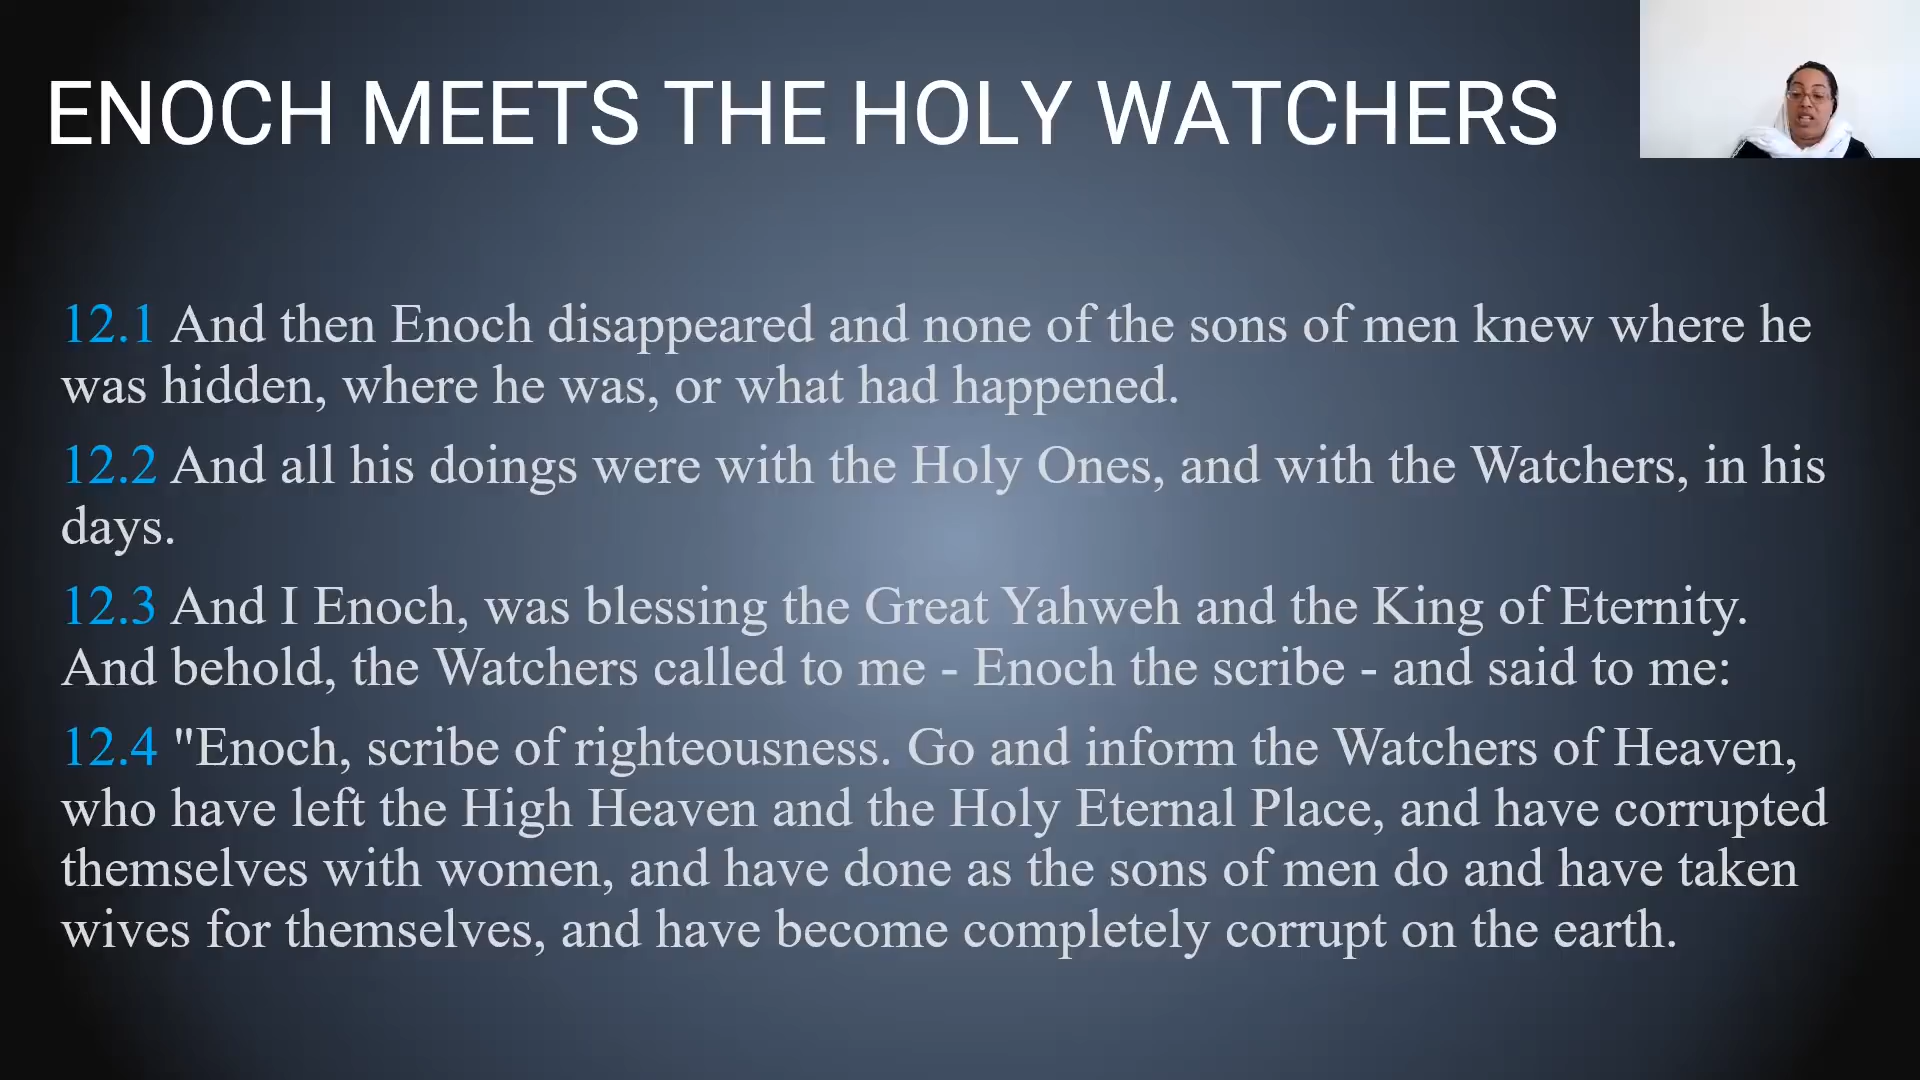 ENOCH MEETS THE HOLY WATCHERS
12.1 And then Enoch disappeared and none of the sons of men knew where he
was hidden, where he was, or what had happened.
12.2 And all his doings were with the Holy Ones, and with the Watchers, in his
days.
12.3 And I Enoch, was blessing the Great Yahweh and the King of Eternity.
And behold, the Watchers called to me - Enoch the scribe - and said to me:
12.4 "Enoch, scribe of righteousness. Go and inform the Watchers of Heaven,
who have left the High Heaven and the Holy Eternal Place, and have corrupted
themselves with women, and have done as the sons of men do and have taken
wives for themselves, and have become completely corrupt on the earth.